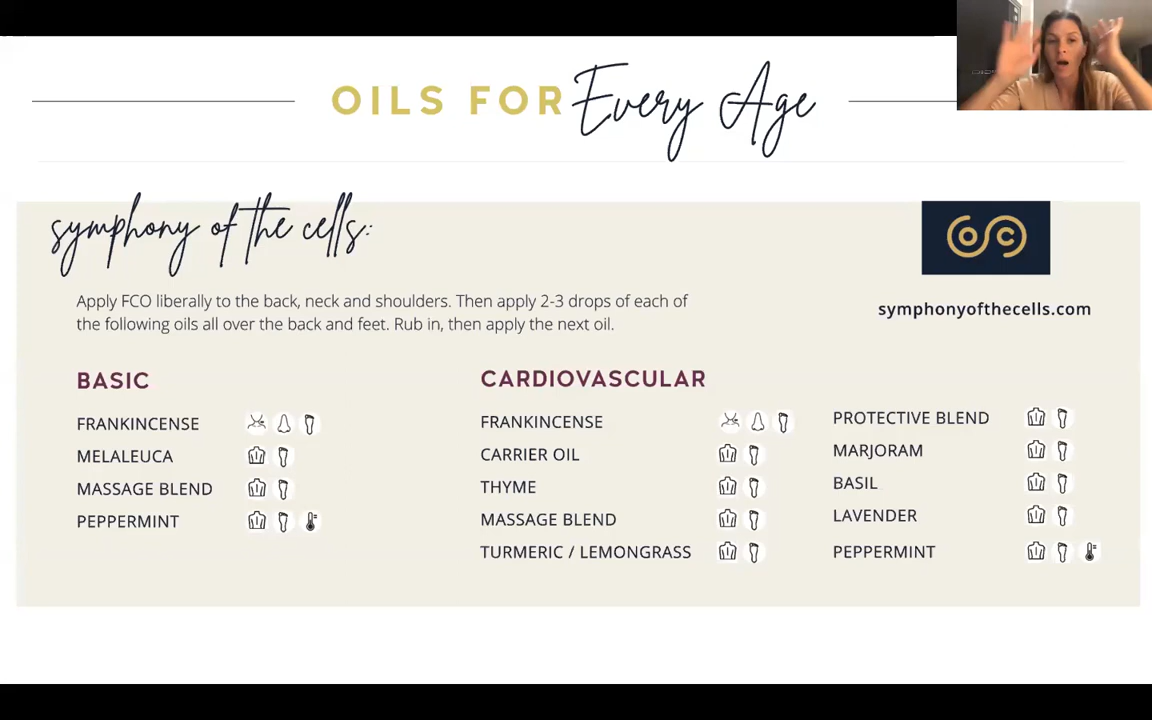 OILS FOR Every Age
symphony of the cells:
OC
Apply FCO liberally to the back, neck and shoulders. Then apply 2-3 drops of each of
the following oils all over the back and feet. Rub in, then apply the next oil.
symphonyofthecells.com
BASIC
FRANKINCENSE
MELALEUCA
MASSAGE BLEND
PEPPERMINT
CARDIOVASCULAR
FRANKINCENSE
CARRIER OIL
THYME
MASSAGE BLEND
TURMERIC / LEMONGRASS
PROTECTIVE BLEND
MARJORAM
BASIL
LAVENDER
PEPPERMINT